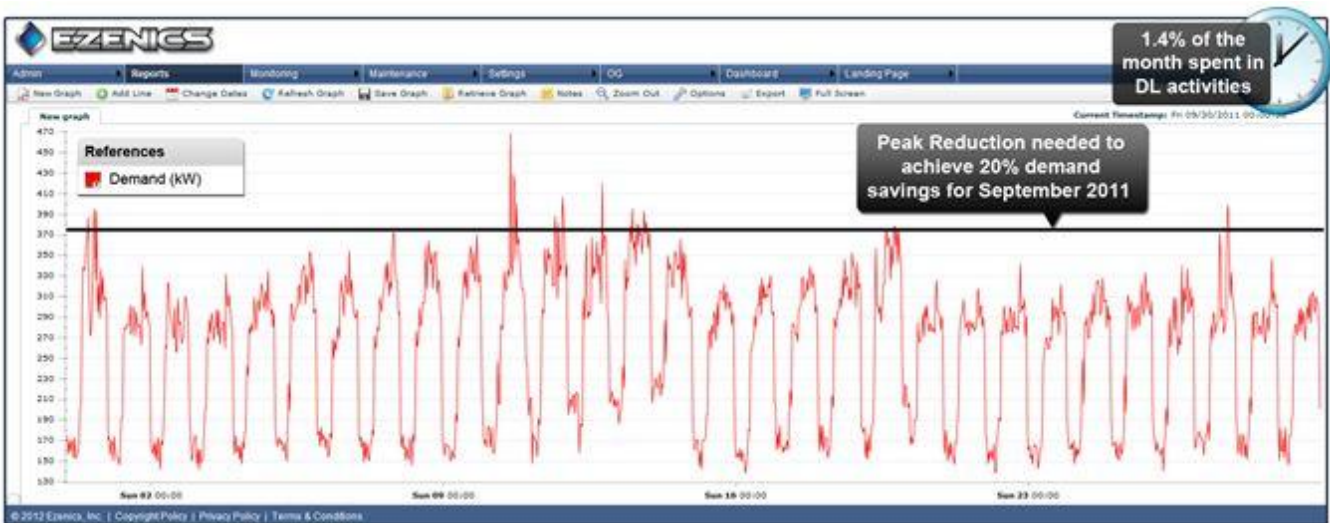 EZENICS
1.4% of the
month spent in
DL activities
Admin Reports Monitoring Maintenance Settings OG Dashboard Landing Page
New Graph Add Line Change Dates Refresh Graph Save Graph Retrieve Graph Notes Zoom Out Options Export Full Screen
New graph
Current Timestamp: Fri 09/30/2011
Peak Reduction needed to
achieve 20% demand
savings for September 2011
References
Demand (kW)
470
450
430
410
390
370
350
330
310
290
270
250
230
210
190
170
150
130
Sun 02 00:00 Sun 09 00:00 Sun 16 00:00 Sun 23 00:00
© 2012 Ezenics, Inc. | Copyright Policy | Privacy Policy | Terms & Conditions